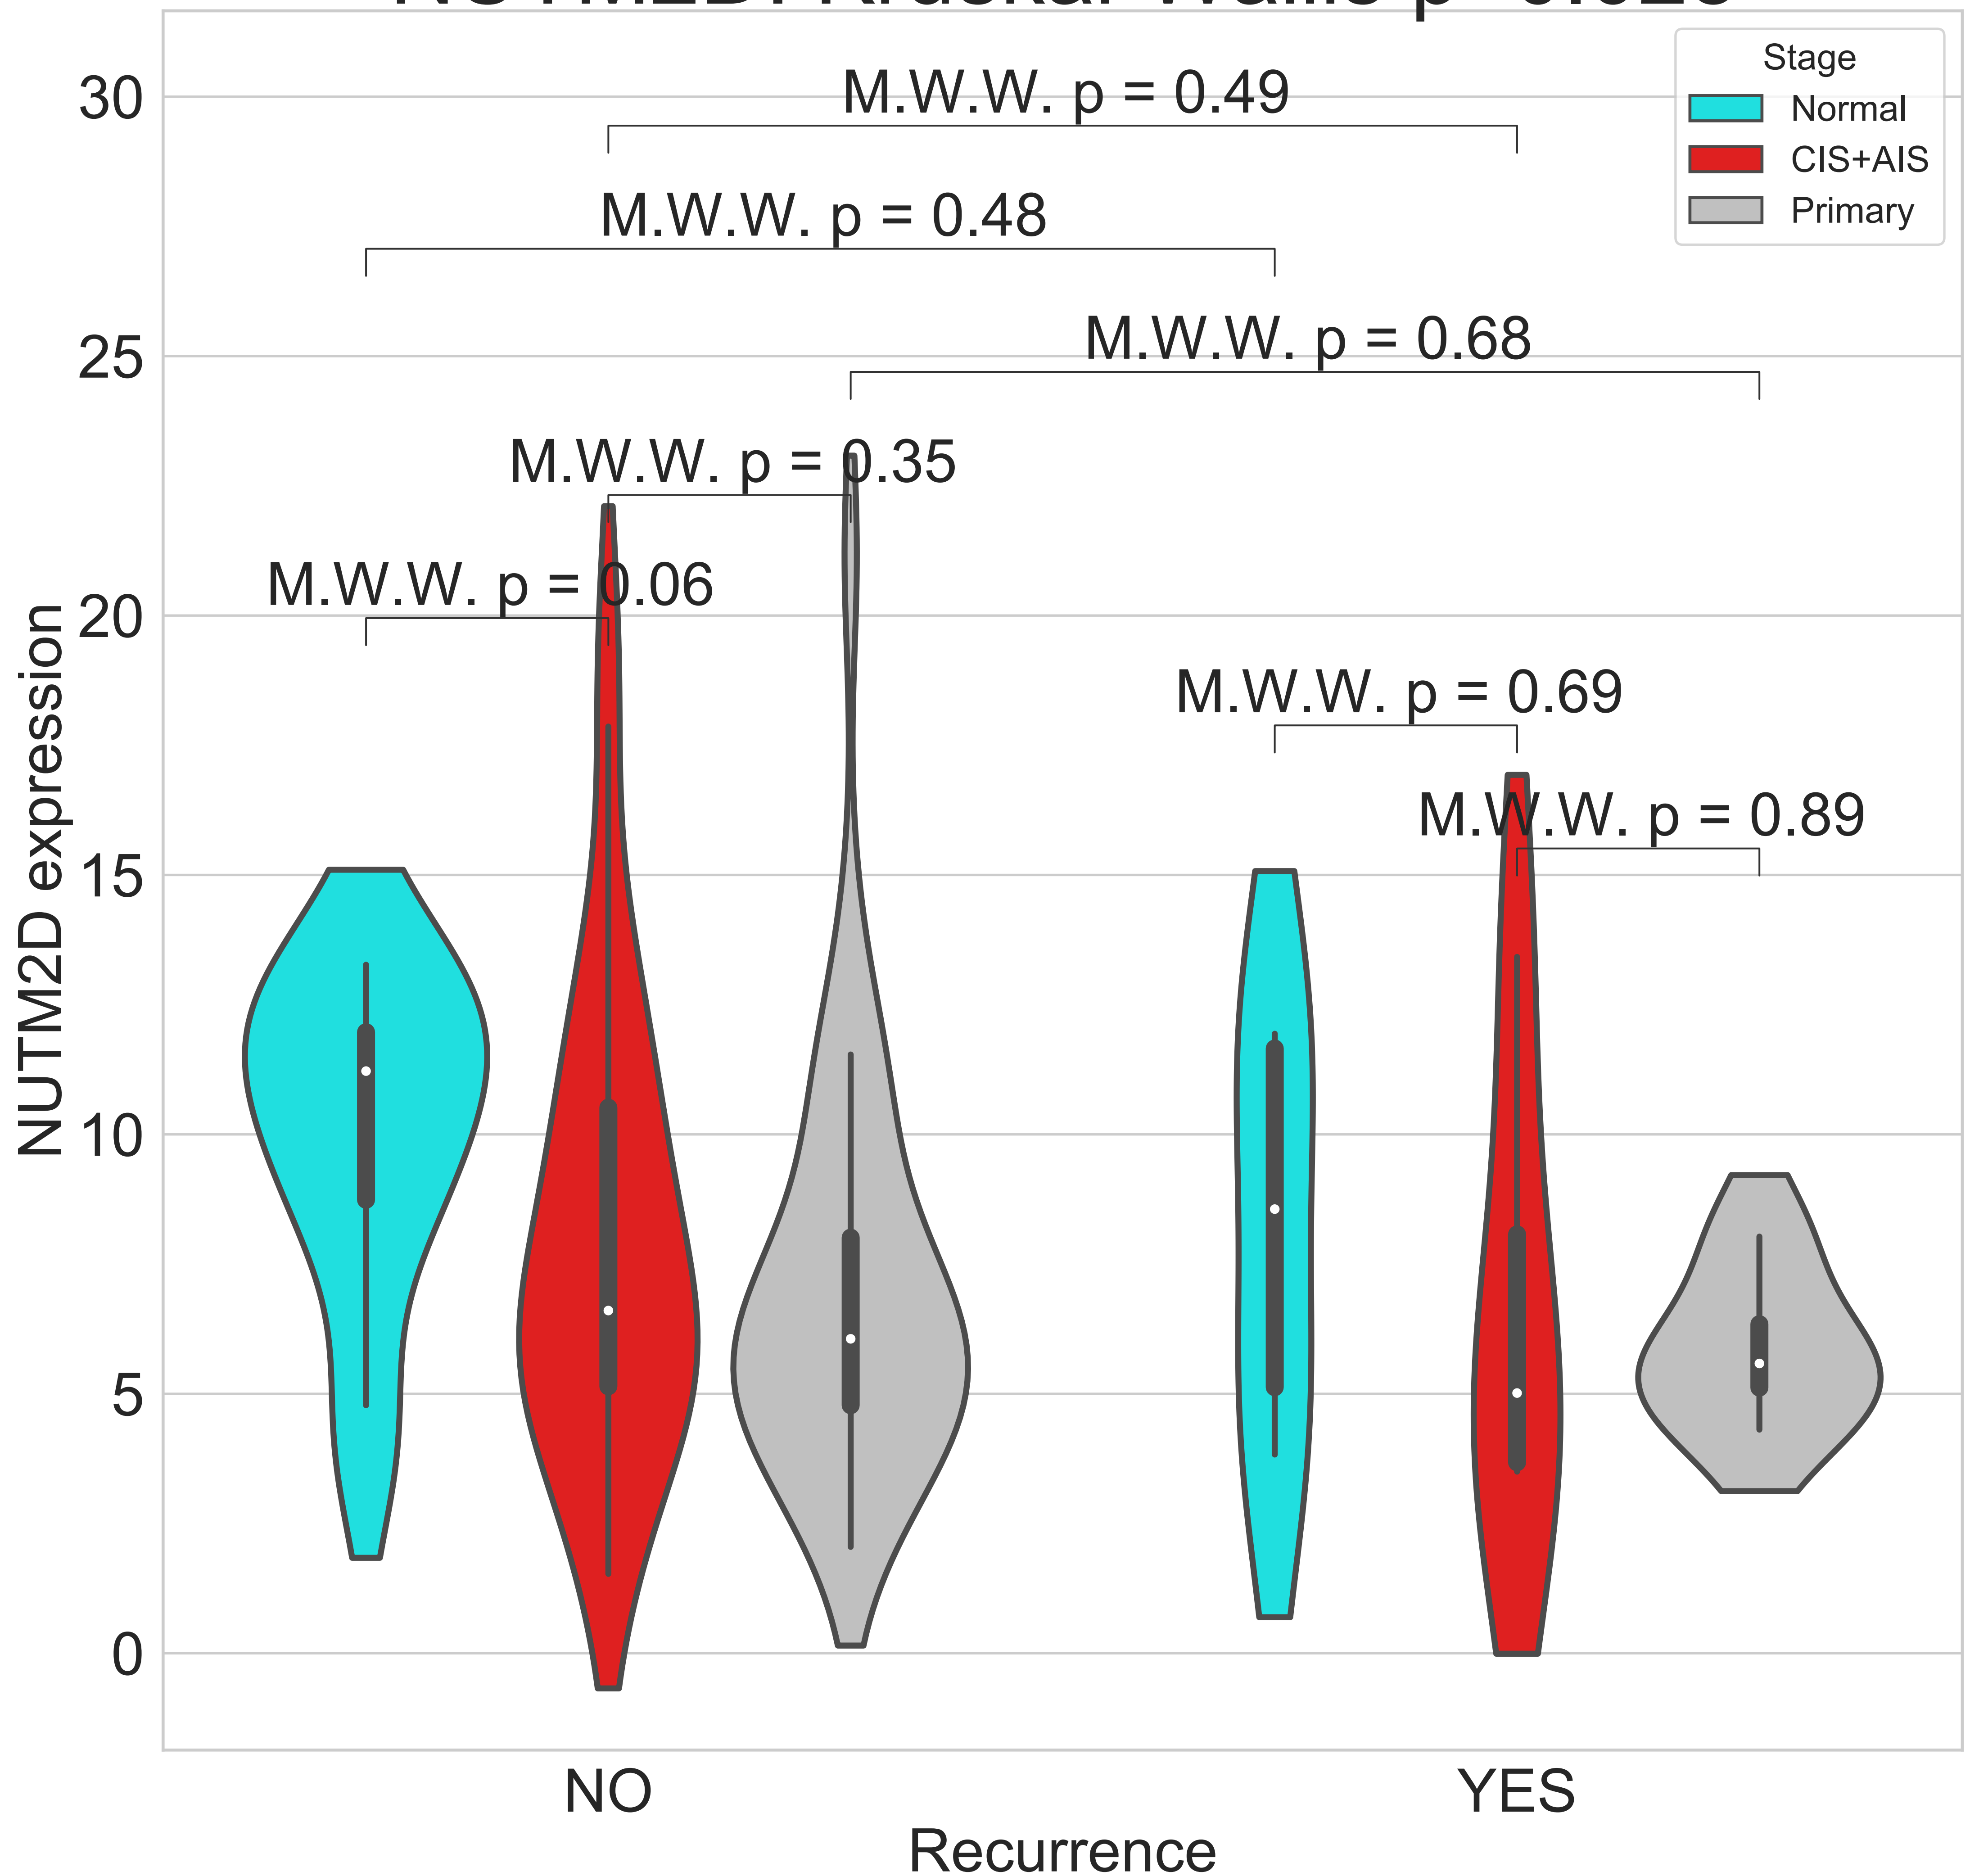 Stage
Normal
CIS+AIS
Primary
M.W.W. p = 0.49
M.W.W. p = 0.48
M.W.W. p = 0.68
M.W.W. p = 0.35
M.W.W. p = 0.06
M.W.W. p = 0.69
M.W.W. p = 0.89
NUTM2D expression
30
25
20
15
10
5
0
NO
YES
Recurrence